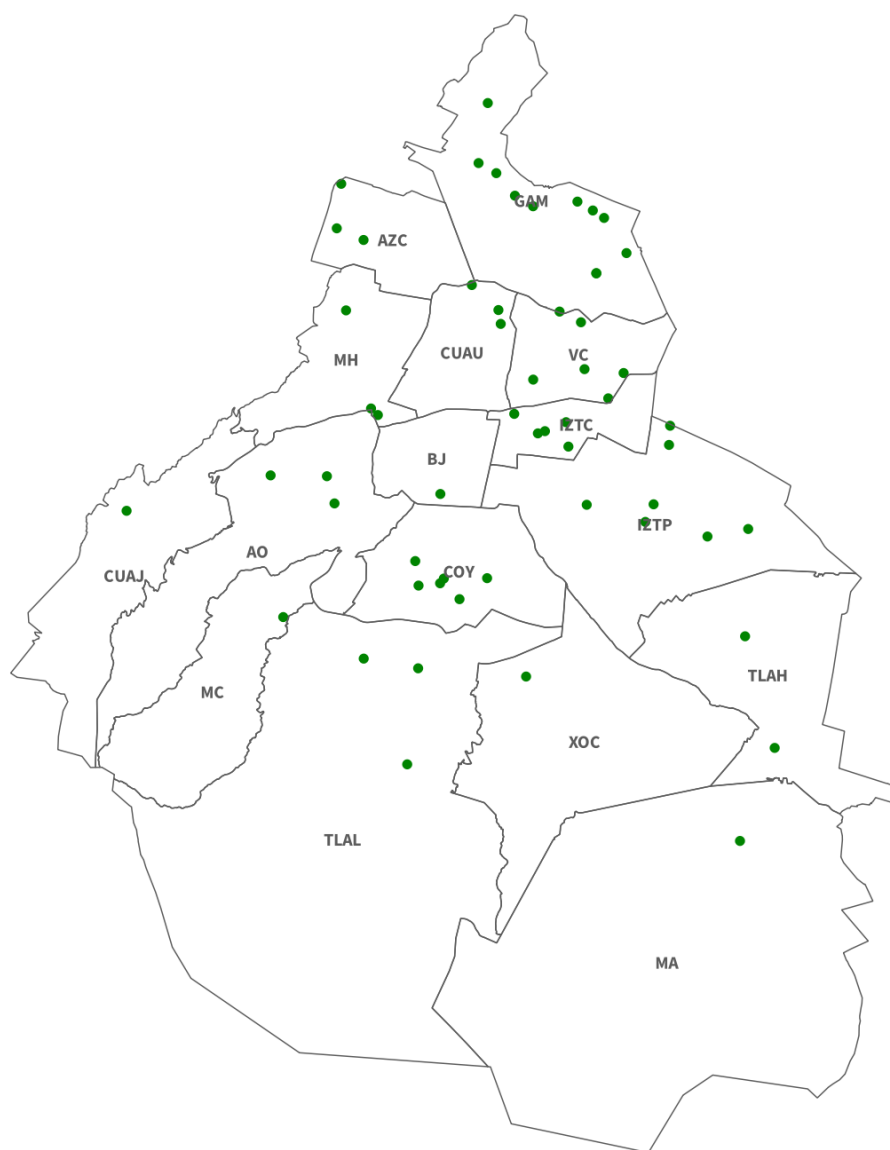 GAM
AZC
CUAU
VC
MH
IZTC
BJ
IZTP
AO
COY
CUAJ
TLAH
MC
XOC
TLAL
MA